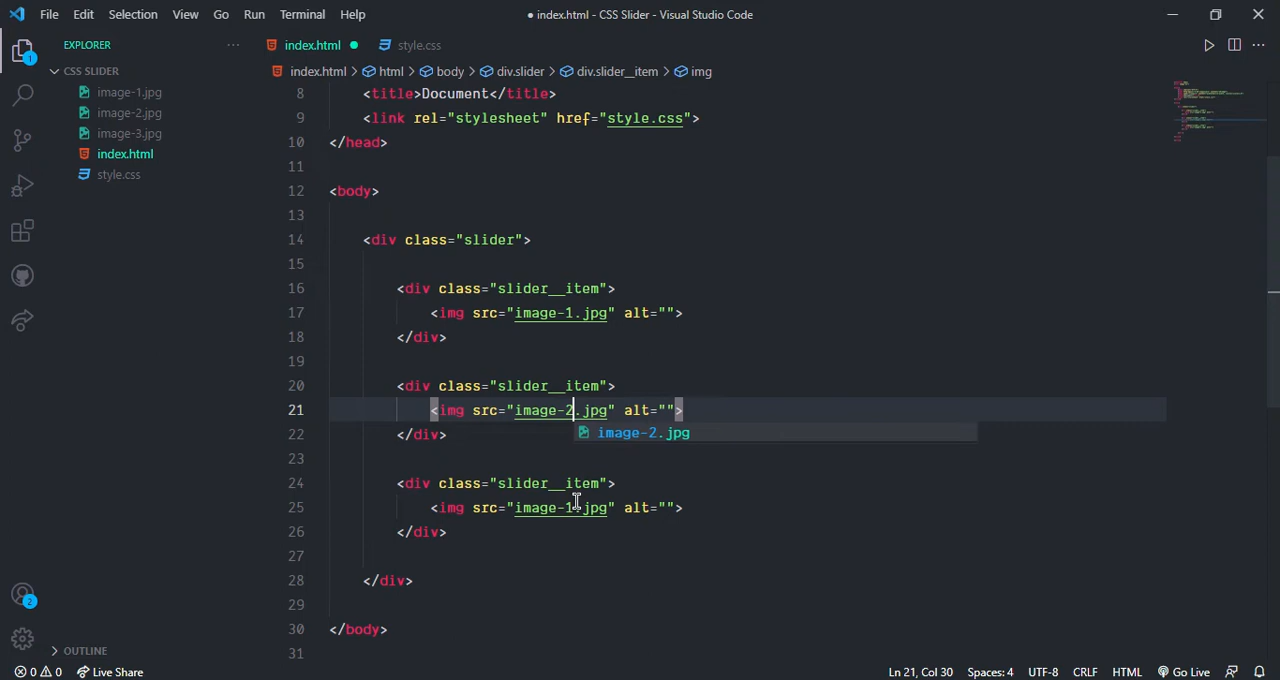 File Edit Selection View Go Run Terminal Help
● index.html - CSS Slider - Visual Studio Code
EXPLORER
index.html
style.css
CSS SLIDER
index.html > html > body > div.slider > div.slider__item > img
image-1.jpg
image-2.jpg
image-3.jpg
index.html
style.css
8 <title>Document</title>
9 <link rel="stylesheet" href="style.css">
10 </head>
11
12 <body>
13
14 <div class="slider">
15
16 <div class="slider__item">
17 <img src="image-1.jpg" alt="">
18 </div>
19
20 <div class="slider__item">
21 <img src="image-2.jpg" alt="">
image-2.jpg
22 </div>
23
24 <div class="slider__item">
25 <img src="image-1.jpg" alt="">
26 </div>
27
28 </div>
29
30 </body>
31
1
2
OUTLINE
0 0 Live Share
Ln 21, Col 30 Spaces: 4 UTF-8 CRLF HTML Go Live